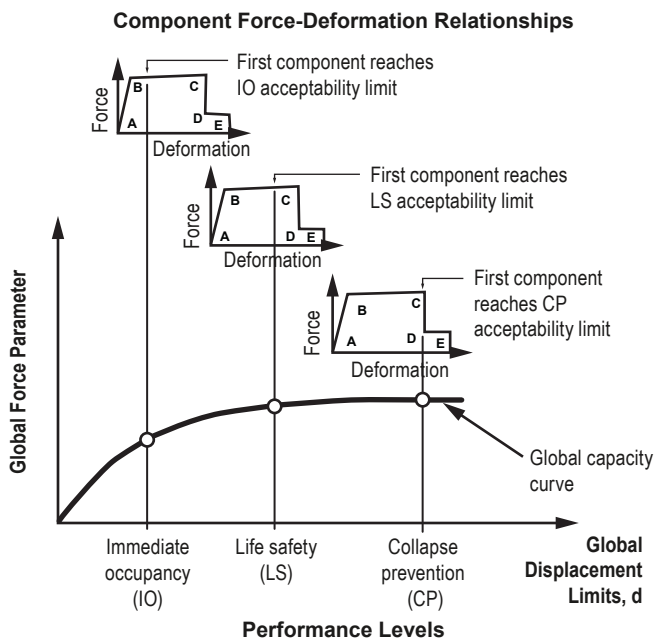 Component Force-Deformation Relationships
First component reaches
IO acceptability limit
Force
B
C
A
D
E
Deformation
First component reaches
LS acceptability limit
Force
B
C
A
D
E
Deformation
First component
reaches CP
acceptability limit
Force
B
C
A
D
E
Deformation
Global Force Parameter
Global capacity
curve
Immediate
occupancy
(IO)
Life safety
(LS)
Collapse
prevention
(CP)
Global
Displacement
Limits, d
Performance Levels